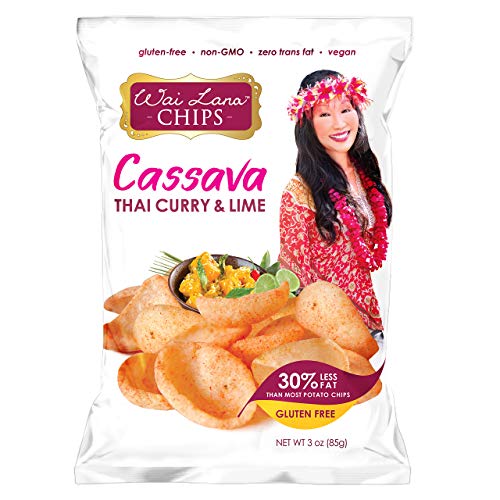 gluten-free • non-GMO • zero trans fat • vegan
Wai Lana™
- CHIPS -
Cassava
THAI CURRY & LIME
30% LESS FAT
THAN MOST POTATO CHIPS
GLUTEN FREE
NET WT 3 oz (85g)